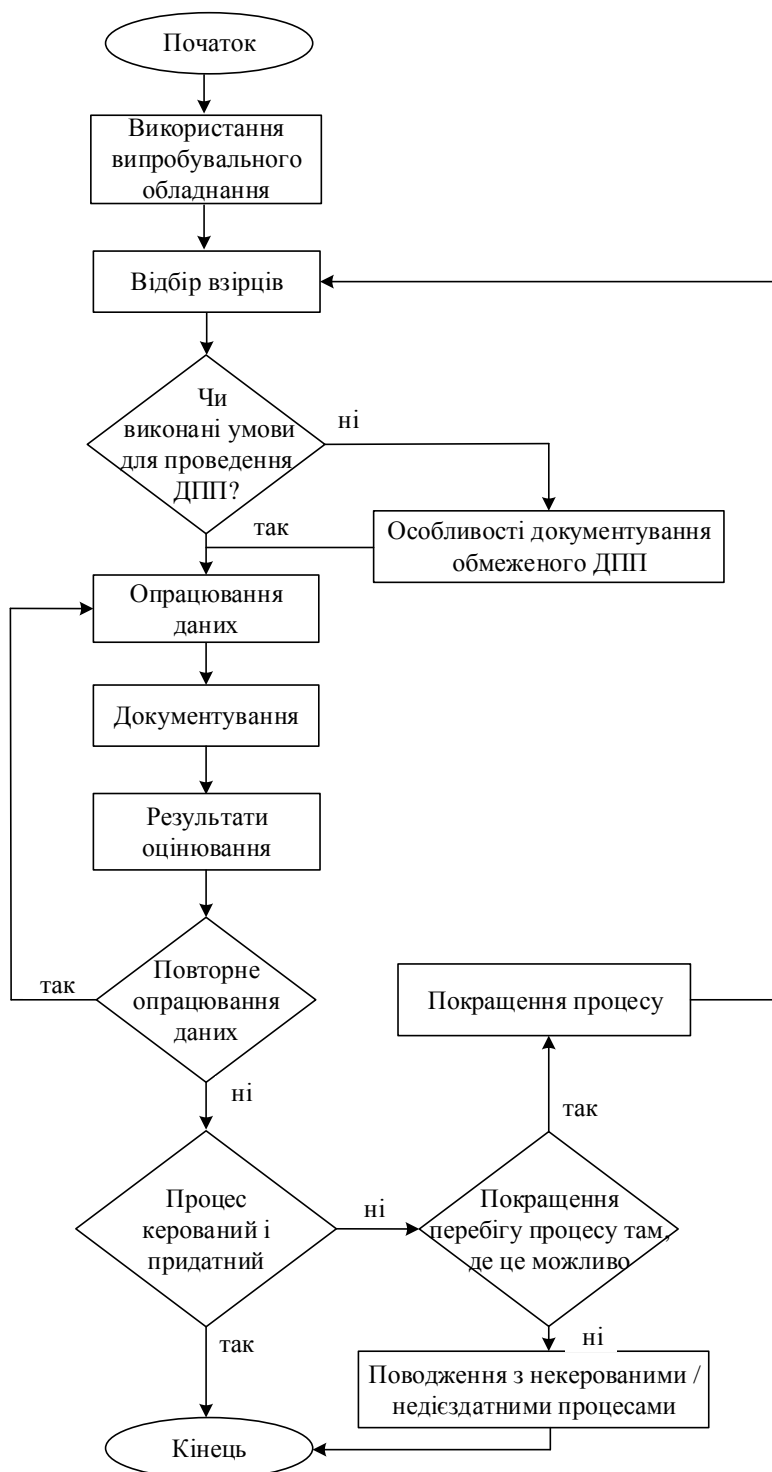 Початок
Використання
випробувального
обладнання
Відбір взірців
Чи
виконані умови
для проведення
ДПП?
ні
так
Особливості документування
обмеженого ДПП
Опрацювання
даних
Документування
Результати
оцінювання
Повторне
опрацювання
даних
так
ні
Покращення процесу
так
Процес
керований і
придатний
ні
Покращення
перебігу процесу там,
де це можливо
так
ні
Поводження з некерованими /
недієздатними процесами
Кінець